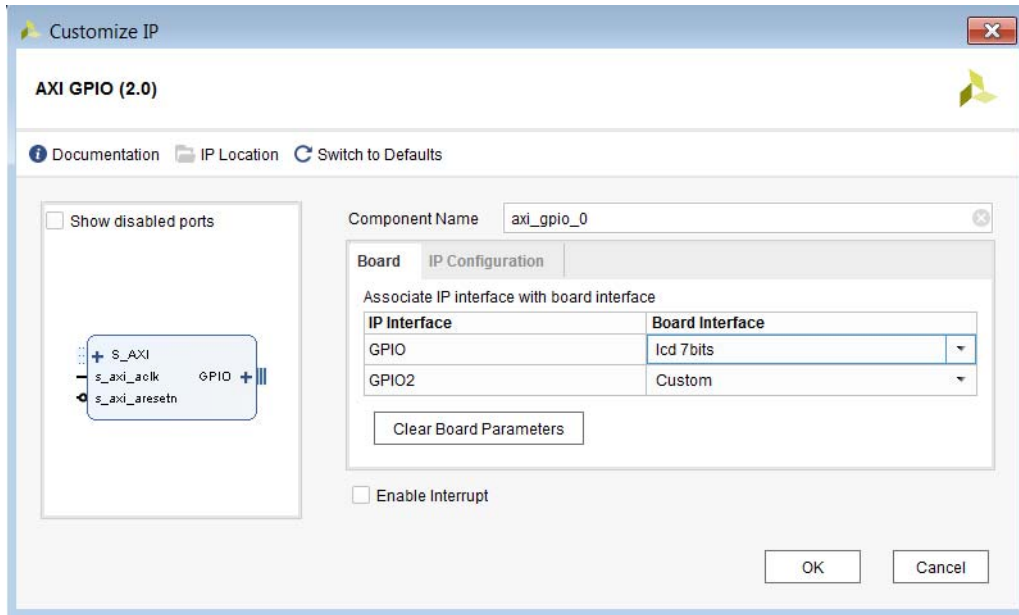 Customize IP
AXI GPIO (2.0)
Documentation IP Location Switch to Defaults
Show disabled ports
S_AXI
s_axi_aclk GPIO
s_axi_aresetn
Component Name axi_gpio_0
Board IP Configuration
Associate IP interface with board interface
IP Interface Board Interface
GPIO lcd 7bits
GPIO2 Custom
Clear Board Parameters
Enable Interrupt
OK Cancel